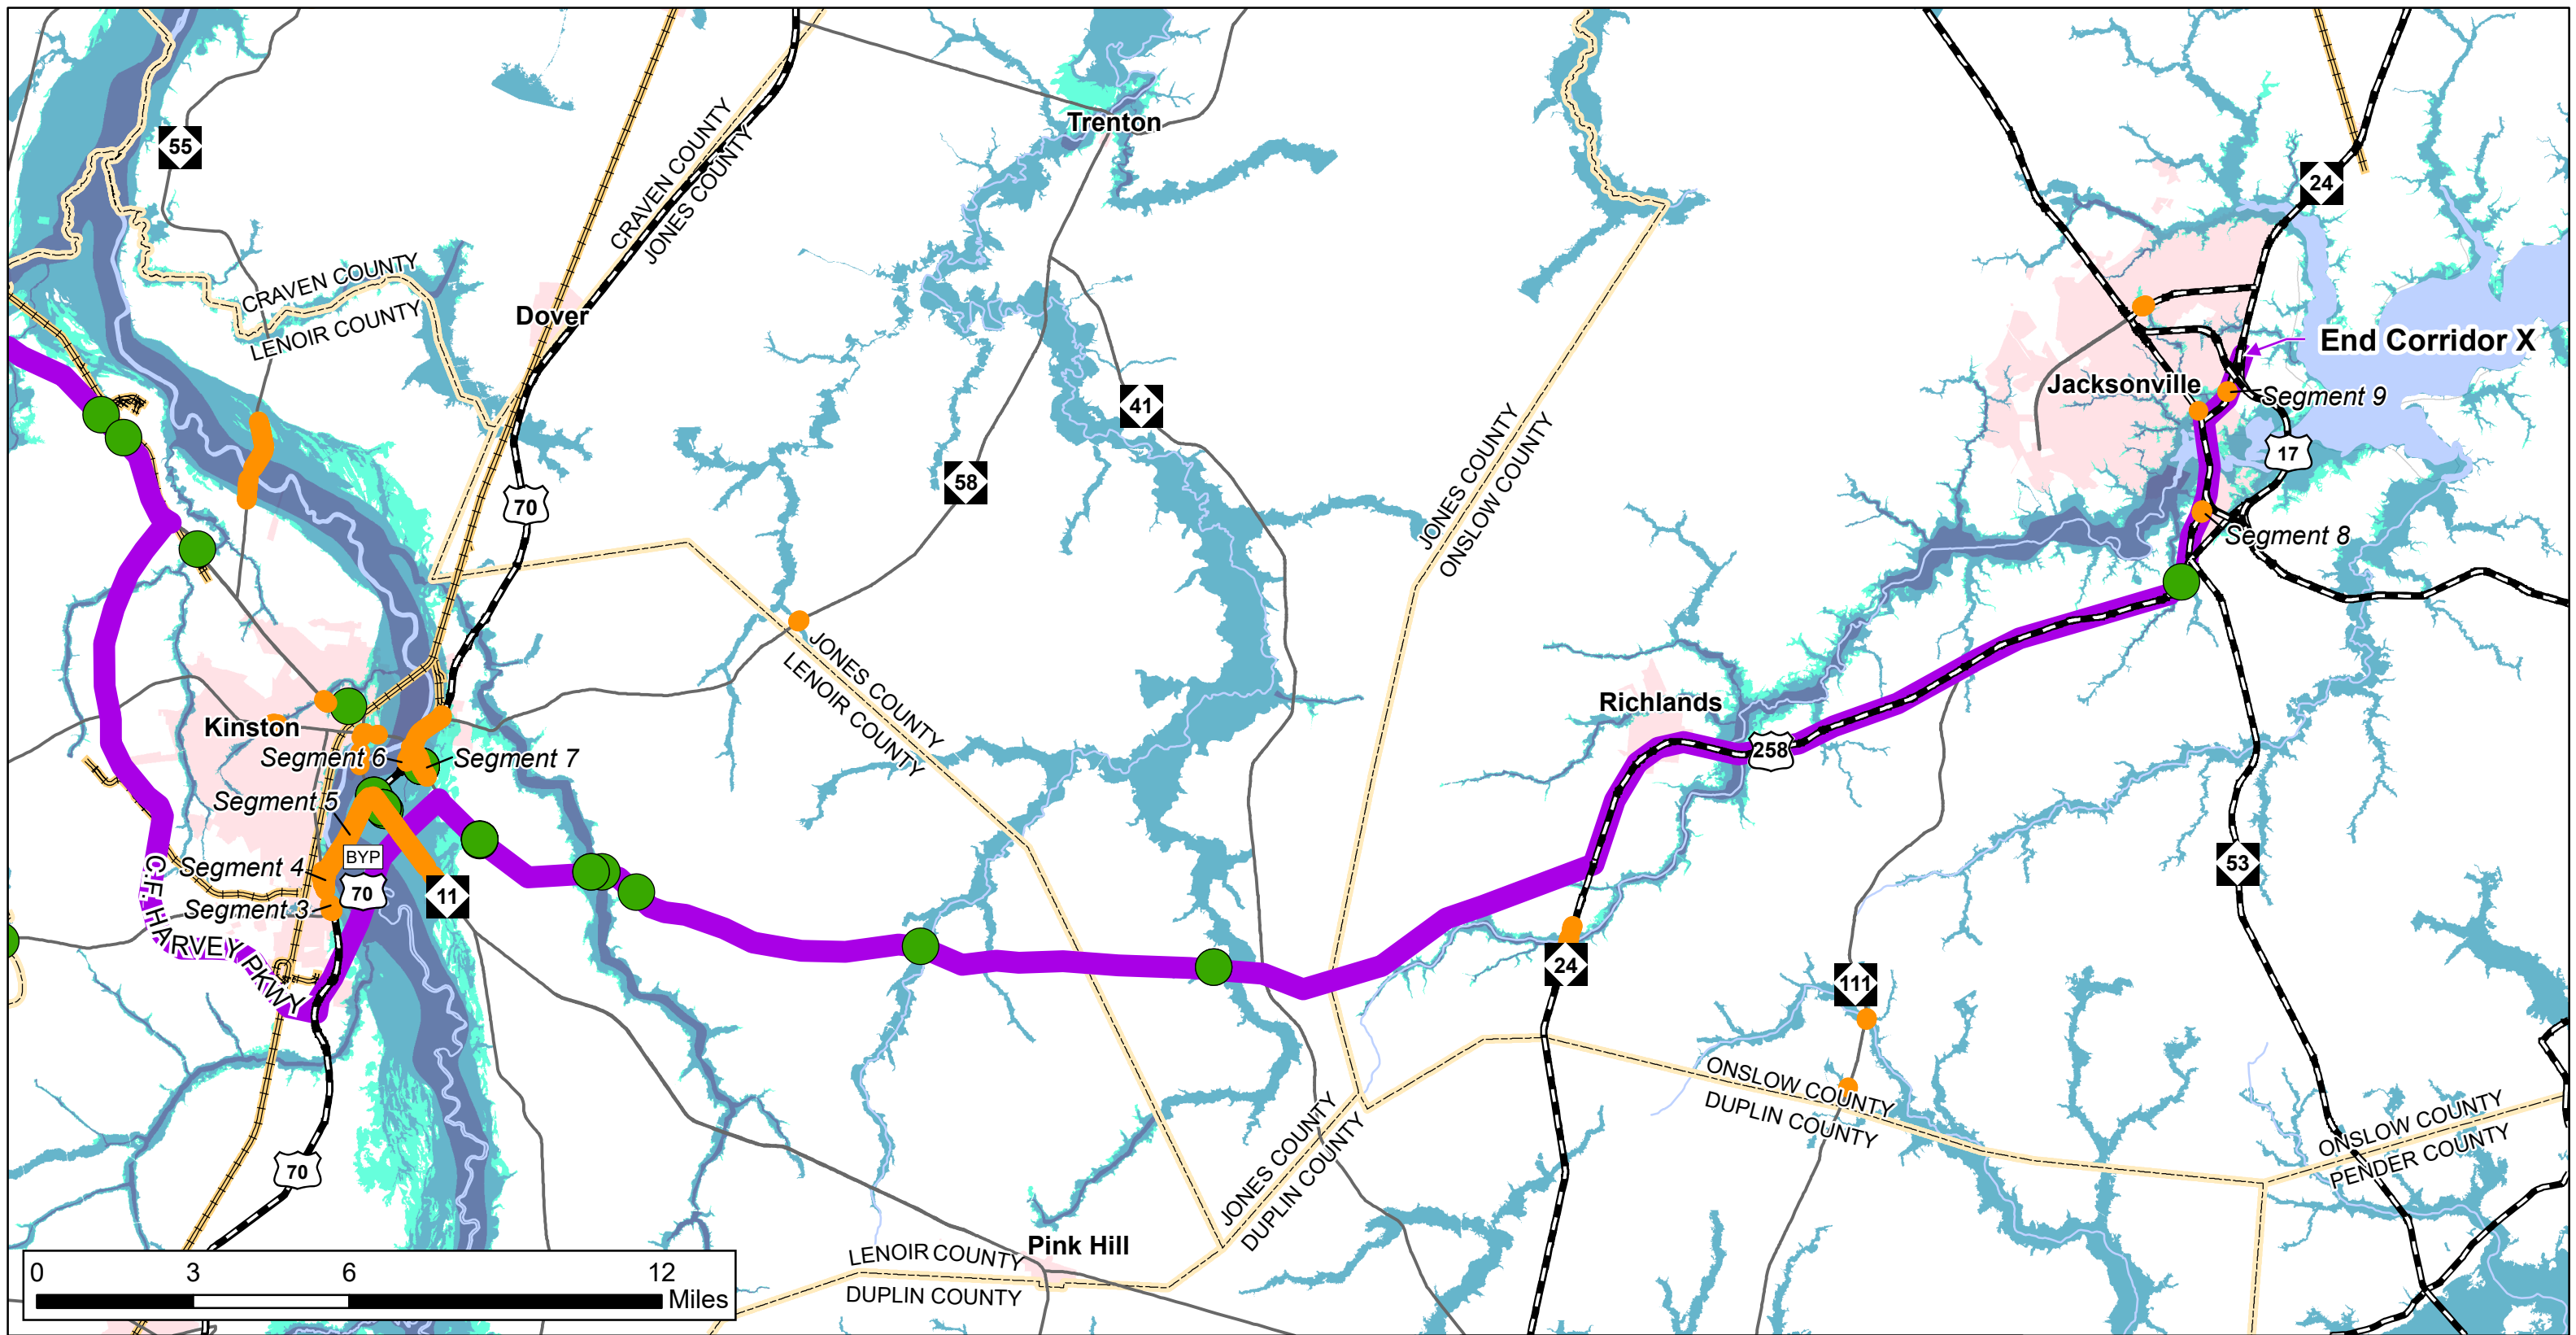 Trenton
55
24
CRAVEN COUNTY
JONES COUNTY
CRAVEN COUNTY
LENOIR COUNTY
Dover
End Corridor X
Jacksonville
Segment 9
41
JONES COUNTY
ONSLOW COUNTY
17
58
70
Segment 8
JONES COUNTY
LENOIR COUNTY
Richlands
Kinston
Segment 6
Segment 7
258
Segment 5
BYP
Segment 4
70
11
Segment 3
C.F. HARVEY PKWY
53
24
111
ONSLOW COUNTY
DUPLIN COUNTY
JONES COUNTY
DUPLIN COUNTY
ONSLOW COUNTY
PENDER COUNTY
70
Pink Hill
LENOIR COUNTY
DUPLIN COUNTY
0 3 6 12
Miles